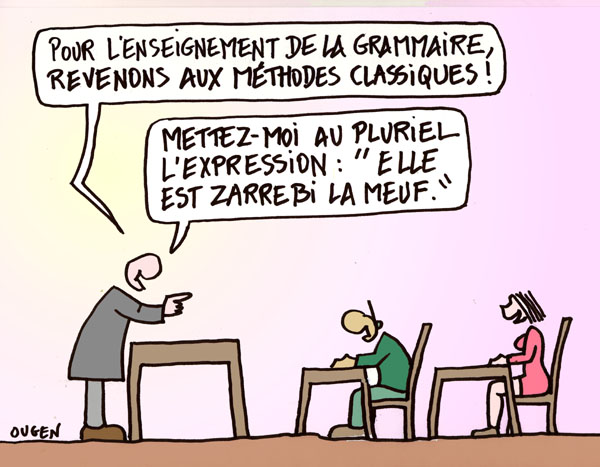 POUR L'ENSEIGNEMENT DE LA GRAMMAIRE,
REVENONS AUX MÉTHODES CLASSIQUES !
METTEZ-MOI AU PLURIEL
L'EXPRESSION : "ELLE
EST ZARREBI LA MEUF."
OUGEN